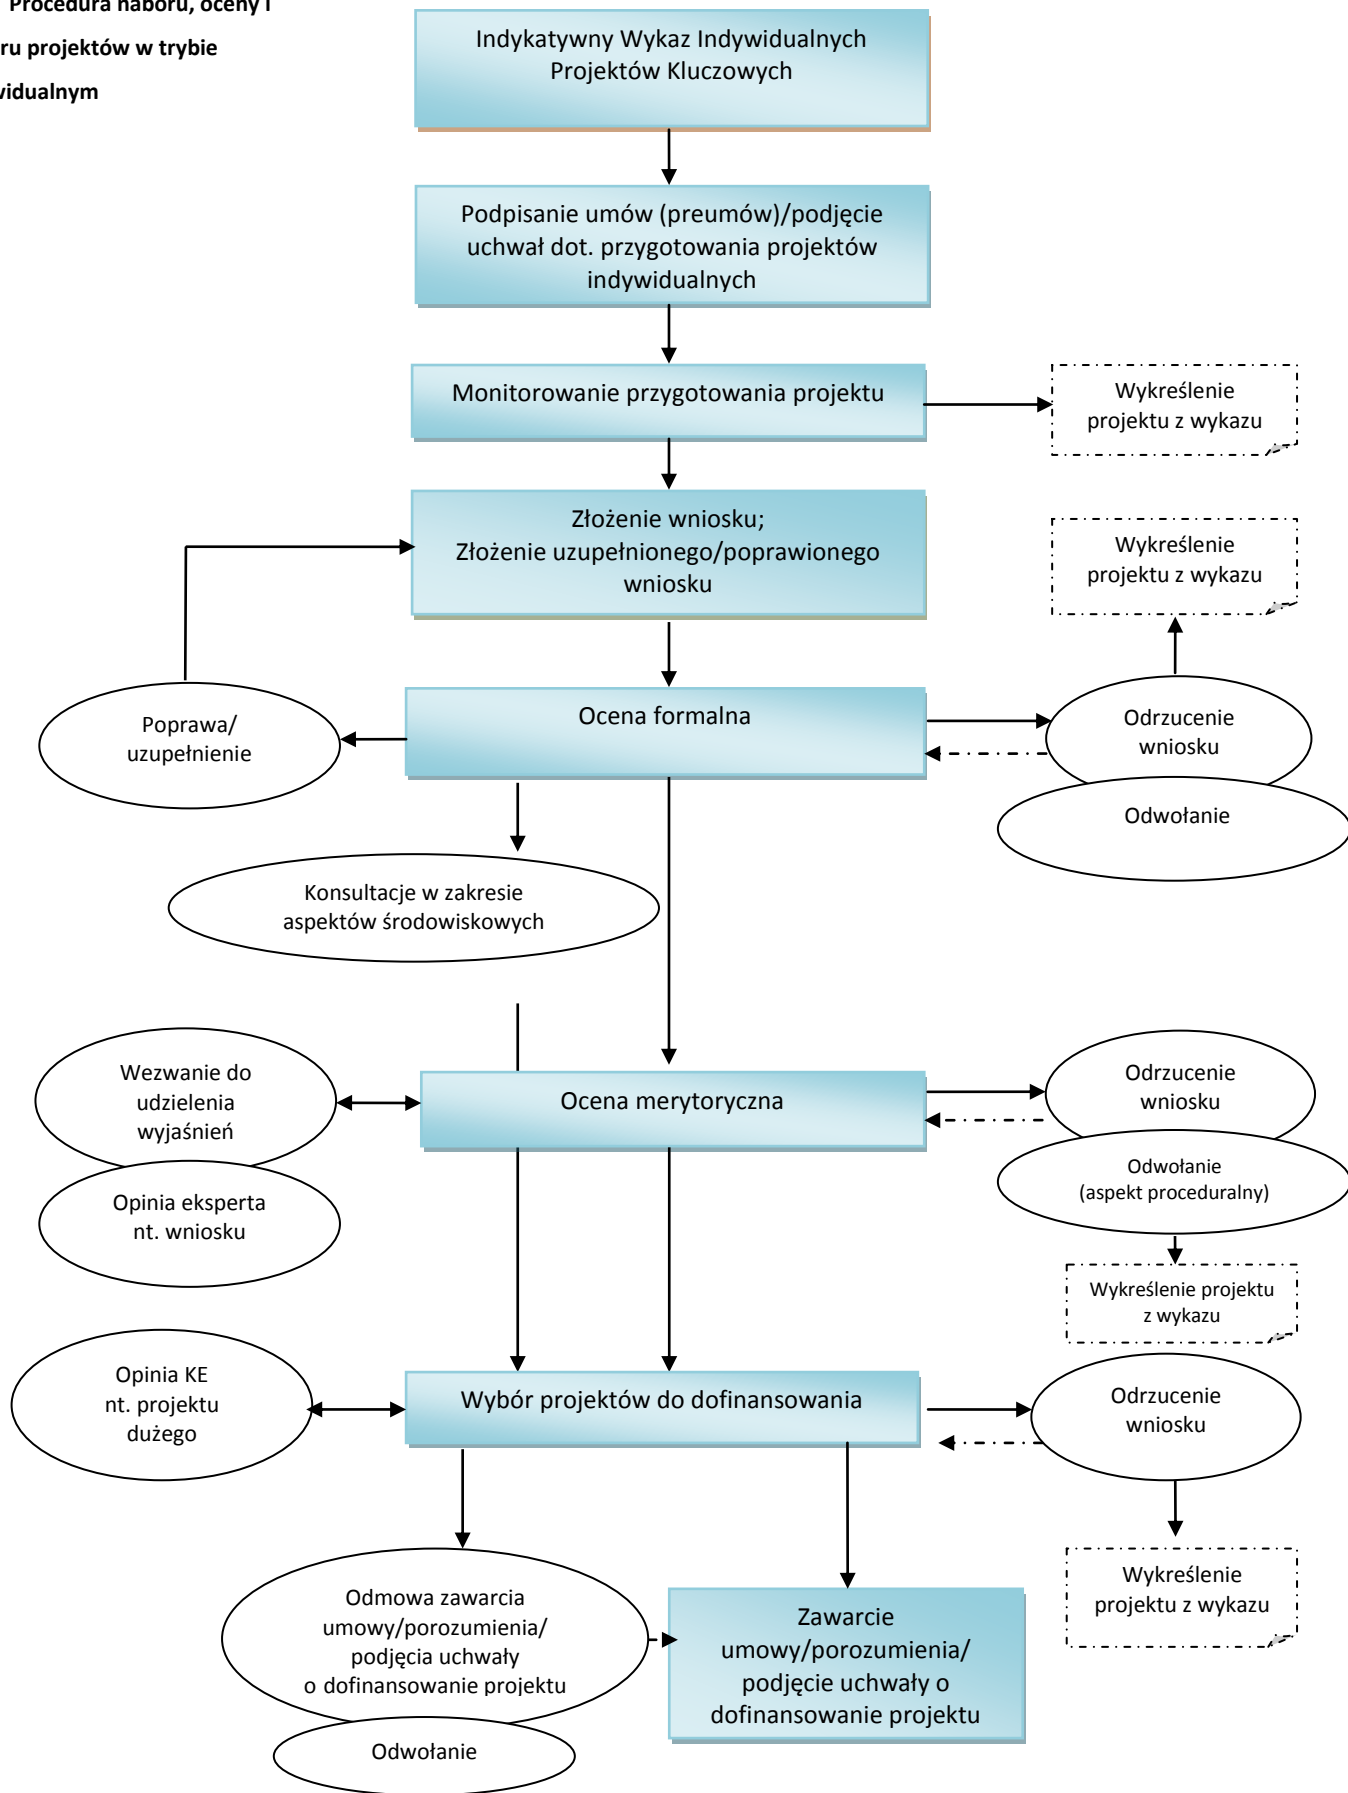 Procedura naboru, oceny i
ru projektów w trybie
widualnym
Indykatywny Wykaz Indywidualnych
Projektów Kluczowych
Podpisanie umów (preumów)/podjęcie
uchwał dot. przygotowania projektów
indywidualnych
Monitorowanie przygotowania projektu
Wykreślenie
projektu z wykazu
Złożenie wniosku;
Złożenie uzupełnionego/poprawionego
wniosku
Wykreślenie
projektu z wykazu
Poprawa/
uzupełnienie
Ocena formalna
Odrzucenie
wniosku
Odwołanie
Konsultacje w zakresie
aspektów środowiskowych
Wezwanie do
udzielenia
wyjaśnień
Ocena merytoryczna
Odrzucenie
wniosku
Opinia eksperta
nt. wniosku
Odwołanie
(aspekt proceduralny)
Wykreślenie projektu
z wykazu
Opinia KE
nt. projektu
dużego
Wybór projektów do dofinansowania
Odrzucenie
wniosku
Odmowa zawarcia
umowy/porozumienia/
podjęcia uchwały
o dofinansowanie projektu
Zawarcie
umowy/porozumienia/
podjęcie uchwały o
dofinansowanie projektu
Wykreślenie
projektu z wykazu
Odwołanie